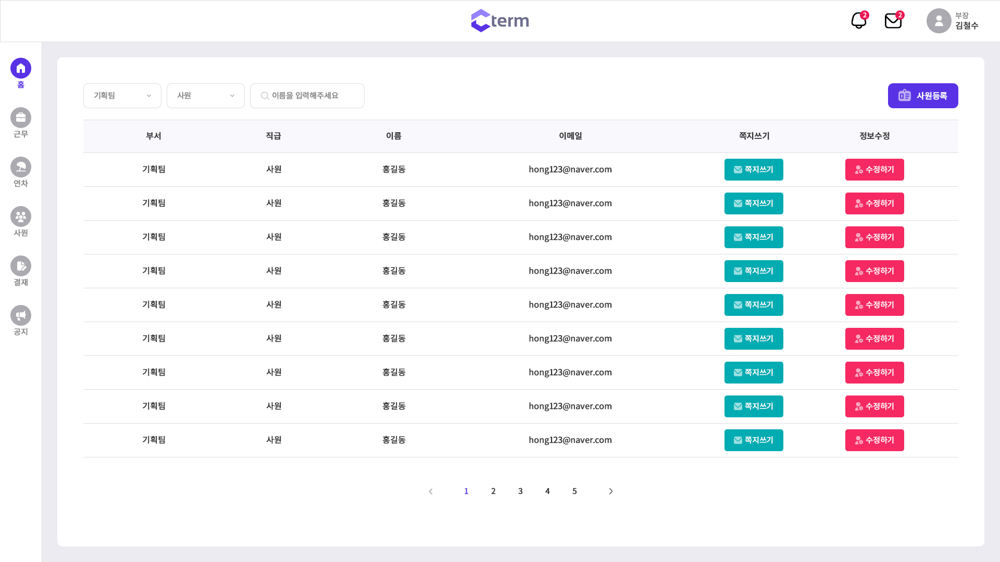 term
2
2
부장
김철수
홈
근무
연차
사원
결재
공지
기획팀
사원
이름을 입력해주세요
사원등록
부서 직급 이름 이메일 쪽지쓰기 정보수정
기획팀 사원 홍길동 hong123@naver.com 쪽지쓰기 수정하기
기획팀 사원 홍길동 hong123@naver.com 쪽지쓰기 수정하기
기획팀 사원 홍길동 hong123@naver.com 쪽지쓰기 수정하기
기획팀 사원 홍길동 hong123@naver.com 쪽지쓰기 수정하기
기획팀 사원 홍길동 hong123@naver.com 쪽지쓰기 수정하기
기획팀 사원 홍길동 hong123@naver.com 쪽지쓰기 수정하기
기획팀 사원 홍길동 hong123@naver.com 쪽지쓰기 수정하기
기획팀 사원 홍길동 hong123@naver.com 쪽지쓰기 수정하기
기획팀 사원 홍길동 hong123@naver.com 쪽지쓰기 수정하기
1 2 3 4 5